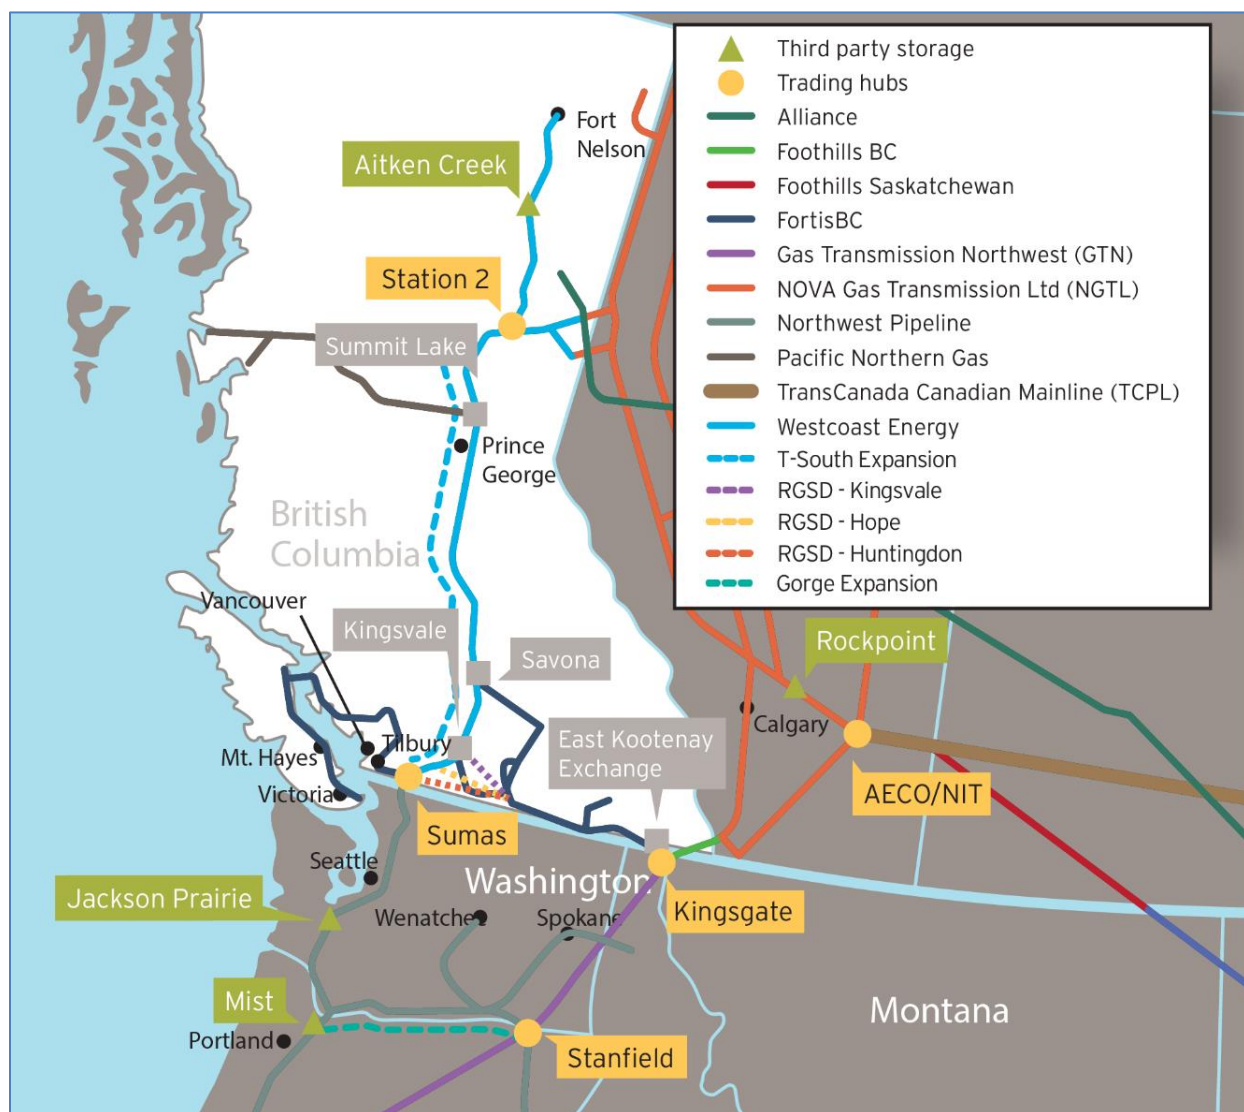 Third party storage
Trading hubs
Alliance
Foothills BC
Foothills Saskatchewan
FortisBC
Gas Transmission Northwest (GTN)
NOVA Gas Transmission Ltd (NGTL)
Northwest Pipeline
Pacific Northern Gas
TransCanada Canadian Mainline (TCPL)
Westcoast Energy
T-South Expansion
RGSD - Kingsvale
RGSD - Hope
RGSD - Huntingdon
Gorge Expansion
Fort
Nelson
Aitken Creek
Station 2
Summit Lake
Prince
George
British
Columbia
Vancouver
Kingsvale
Savona
Rockpoint
Calgary
East Kootenay
Exchange
Mt. Hayes
Tilbury
Victoria
AECO/NIT
Sumas
Seattle
Washington
Jackson Prairie
Wenatchee
Spokane
Kingsgate
Mist
Montana
Portland
Stanfield